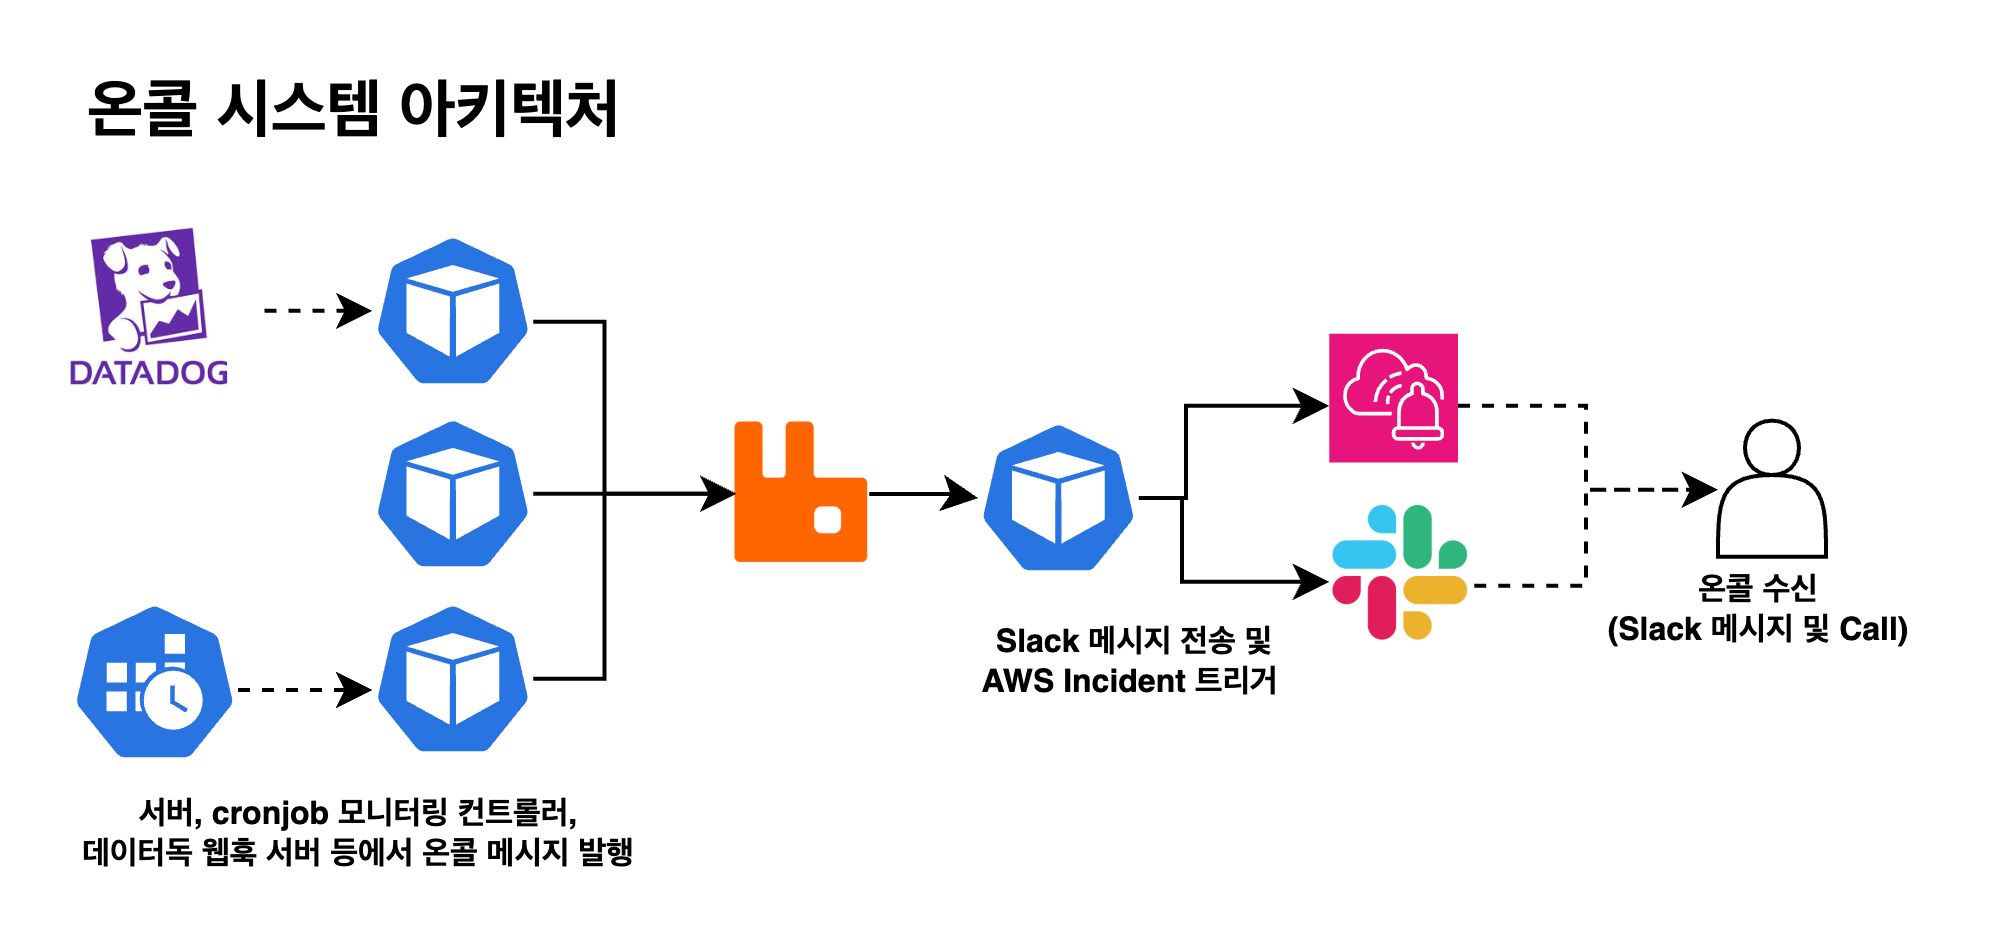 온콜 시스템 아키텍처
DATADOG
서버, cronjob 모니터링 컨트롤러,
데이터독 웹훅 서버 등에서 온콜 메시지 발행
Slack 메시지 전송 및
AWS Incident 트리거
온콜 수신
(Slack 메시지 및 Call)